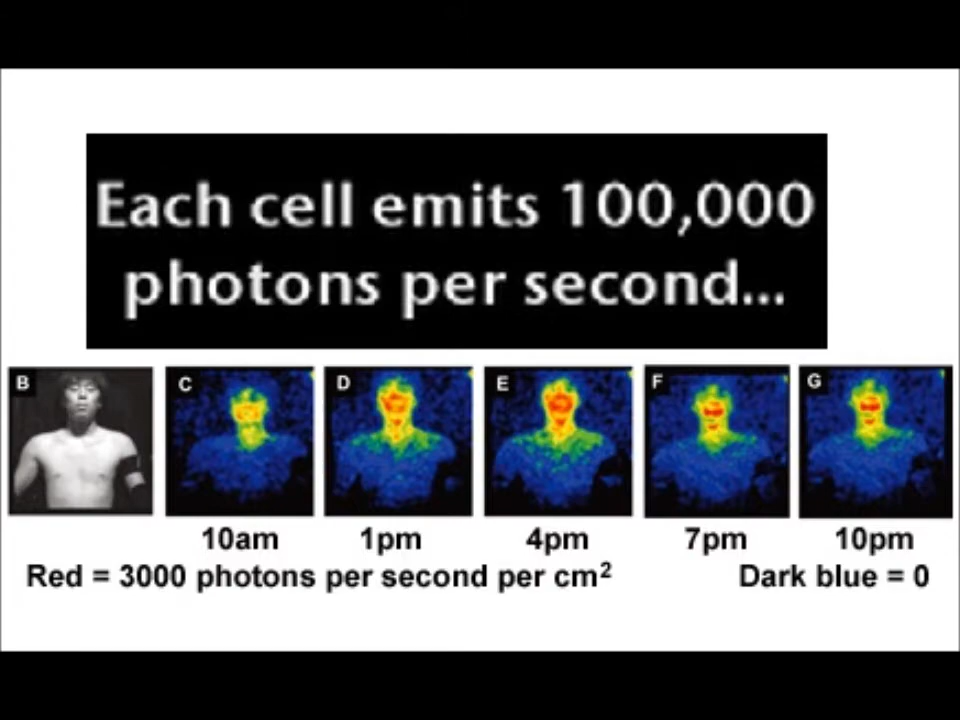 Each cell emits 100,000
photons per second...
B C D E F G
10am 1pm 4pm 7pm 10pm
Red = 3000 photons per second per cm² Dark blue = 0